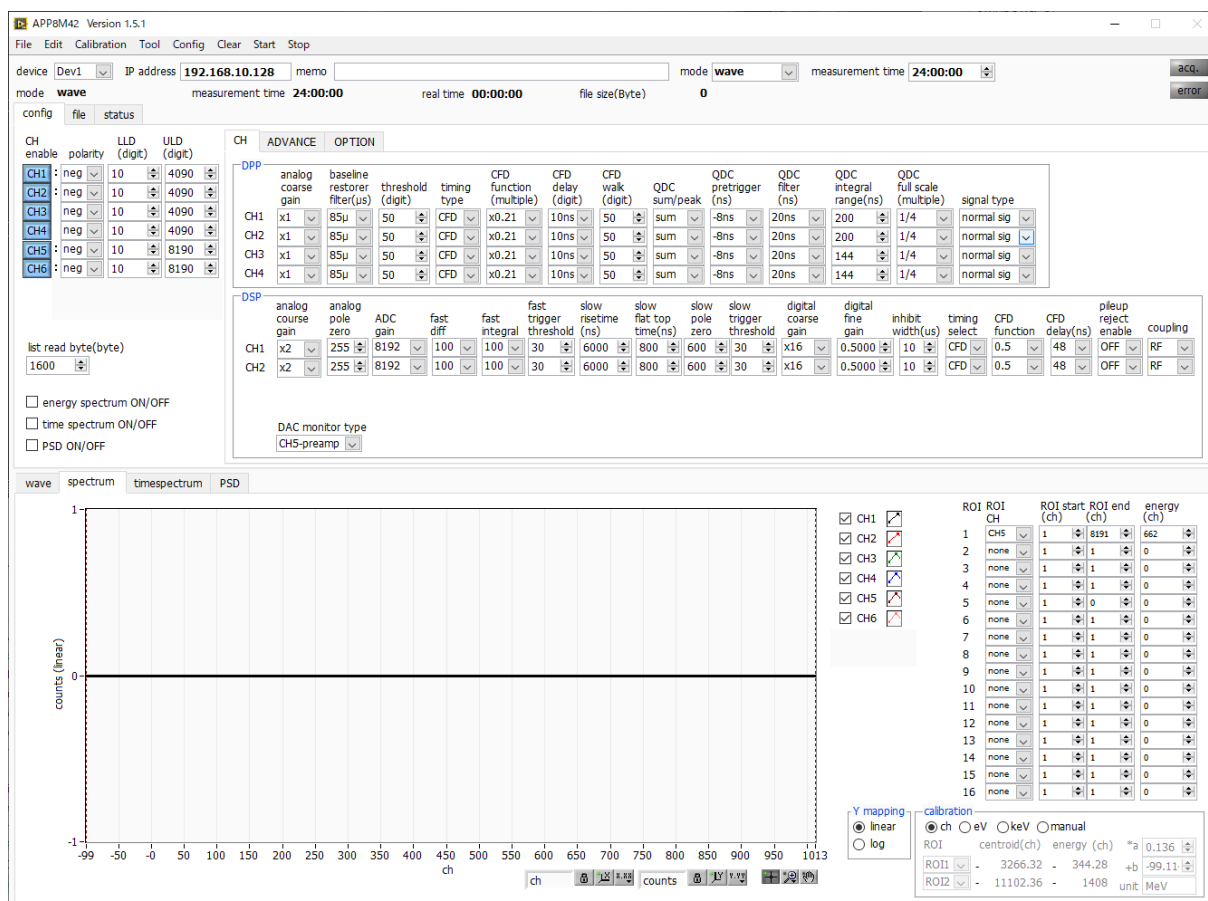 APP8M42 Version 1.5.1
File Edit Calibration Tool Config Clear Start Stop
device Dev1 IP address 192.168.10.128 memo mode wave measurement time 24:00:00 acq.
mode wave measurement time 24:00:00 real time 00:00:00 file size(Byte) 0 error
config file status
CH enable polarity LLD (digit) ULD (digit)
CH1 : neg 10 4090
CH2 : neg 10 4090
CH3 : neg 10 4090
CH4 : neg 10 4090
CH5 : neg 10 8190
CH6 : neg 10 8190
list read byte(byte)
1600
energy spectrum ON/OFF
time spectrum ON/OFF
PSD ON/OFF
CH ADVANCE OPTION
DPP
analog baseline CFD CFD CFD QDC QDC QDC QDC
coarse restorer threshold timing function delay walk QDC pretrigger filter integral full scale
gain filter(μs) (digit) type (multiple) (digit) (digit) sum/peak (ns) (ns) range(ns) (multiple) signal type
CH1 x1 85μ 50 CFD x0.21 10ns 50 sum -8ns 20ns 200 1/4 normal sig
CH2 x1 85μ 50 CFD x0.21 10ns 50 sum -8ns 20ns 200 1/4 normal sig
CH3 x1 85μ 50 CFD x0.21 10ns 50 sum -8ns 20ns 144 1/4 normal sig
CH4 x1 85μ 50 CFD x0.21 10ns 50 sum -8ns 20ns 144 1/4 normal sig
DSP
analog analog fast slow slow slow slow digital digital pileup
course pole ADC fast fast trigger risetime flat top pole trigger coarse fine inhibit timing CFD CFD reject
gain zero gain diff integral threshold (ns) time(ns) zero threshold gain gain width(us) select function delay(ns) enable coupling
CH1 x2 255 8192 100 100 30 6000 800 600 30 x16 0.5000 10 CFD 0.5 48 OFF RF
CH2 x2 255 8192 100 100 30 6000 800 600 30 x16 0.5000 10 CFD 0.5 48 OFF RF
DAC monitor type
CH5-preamp
wave spectrum timespectrum PSD
counts (linear)
1
0
-1
-99 -50 -0 50 100 150 200 250 300 350 400 450 500 550 600 650 700 750 800 850 900 950 1013
ch
ch X x.xx counts Y Y.YY
CH1
CH2
CH3
CH4
CH5
CH6
ROI ROI CH ROI start (ch) ROI end (ch) energy (ch)
1 CH5 1 8191 662
2 none 1 1 0
3 none 1 1 0
4 none 1 1 0
5 none 1 0 0
6 none 1 1 0
7 none 1 1 0
8 none 1 1 0
9 none 1 1 0
10 none 1 1 0
11 none 1 1 0
12 none 1 1 0
13 none 1 1 0
14 none 1 1 0
15 none 1 1 0
16 none 1 1 0
Y mapping
linear
log
calibration
ch eV keV manual
ROI centroid(ch) energy (ch) *a 0.136
ROI1 - 3266.32 - 344.28 +b -99.11
ROI2 - 11102.36 - 1408 unit MeV